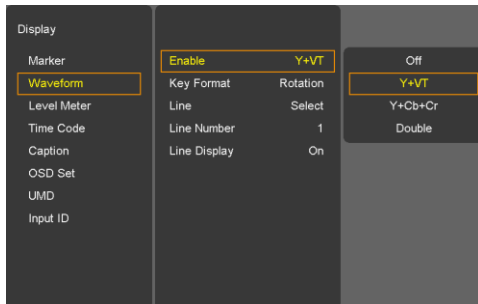 Display
Marker
Waveform
Level Meter
Time Code
Caption
OSD Set
UMD
Input ID
Enable Y+VT
Key Format Rotation
Line Select
Line Number 1
Line Display On
Off
Y+VT
Y+Cb+Cr
Double